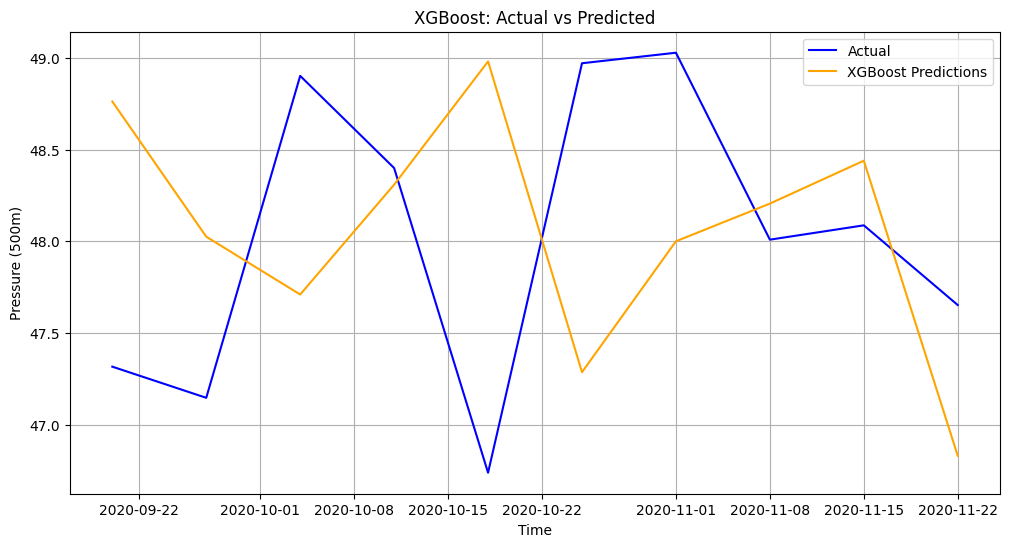 XGBoost: Actual vs Predicted
Actual
XGBoost Predictions
49.0
48.5
48.0
47.5
47.0
Pressure (500m)
2020-09-22 2020-10-01 2020-10-08 2020-10-15 2020-10-22 2020-11-01 2020-11-08 2020-11-15 2020-11-22
Time